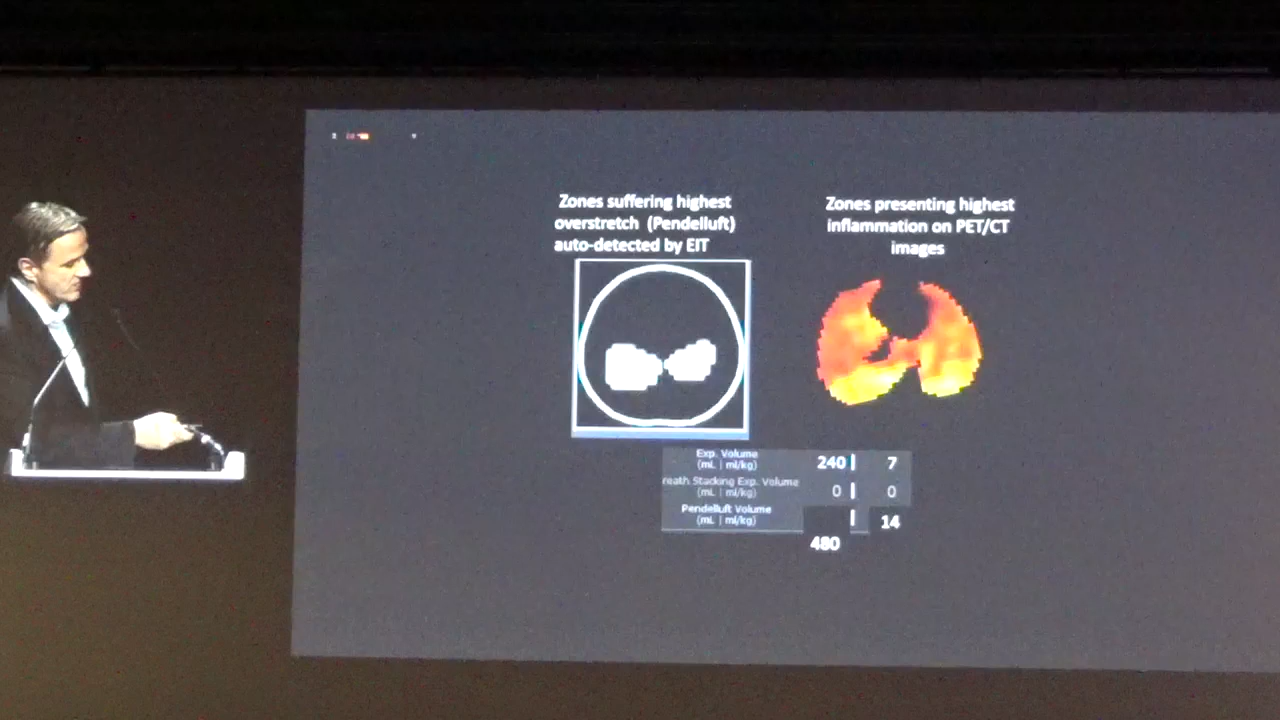 Zones suffering highest
overstretch (Pendelluft)
auto-detected by EIT
Zones presenting highest
inflammation on PET/CT
images
Exp. Volume
(mL | ml/kg)
240 | 7
reath Stacking Exp. Volume
(mL | ml/kg)
0 | 0
Pendelluft Volume
(mL | ml/kg)
| 14
480